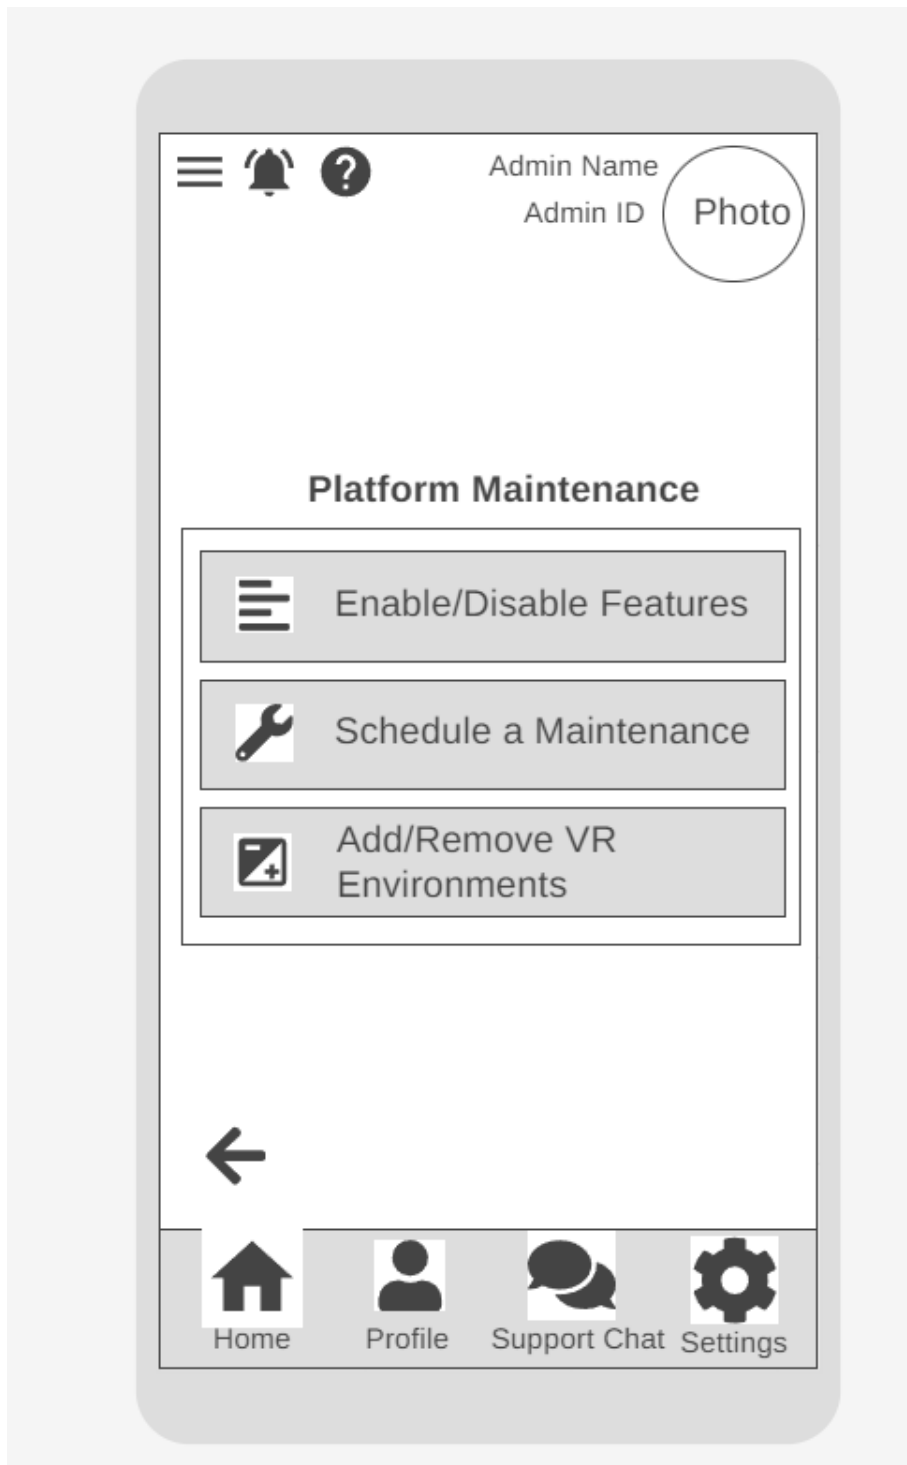 Admin Name
Admin ID
Photo
Platform Maintenance
Enable/Disable Features
Schedule a Maintenance
Add/Remove VR
Environments
Home
Profile
Support Chat
Settings